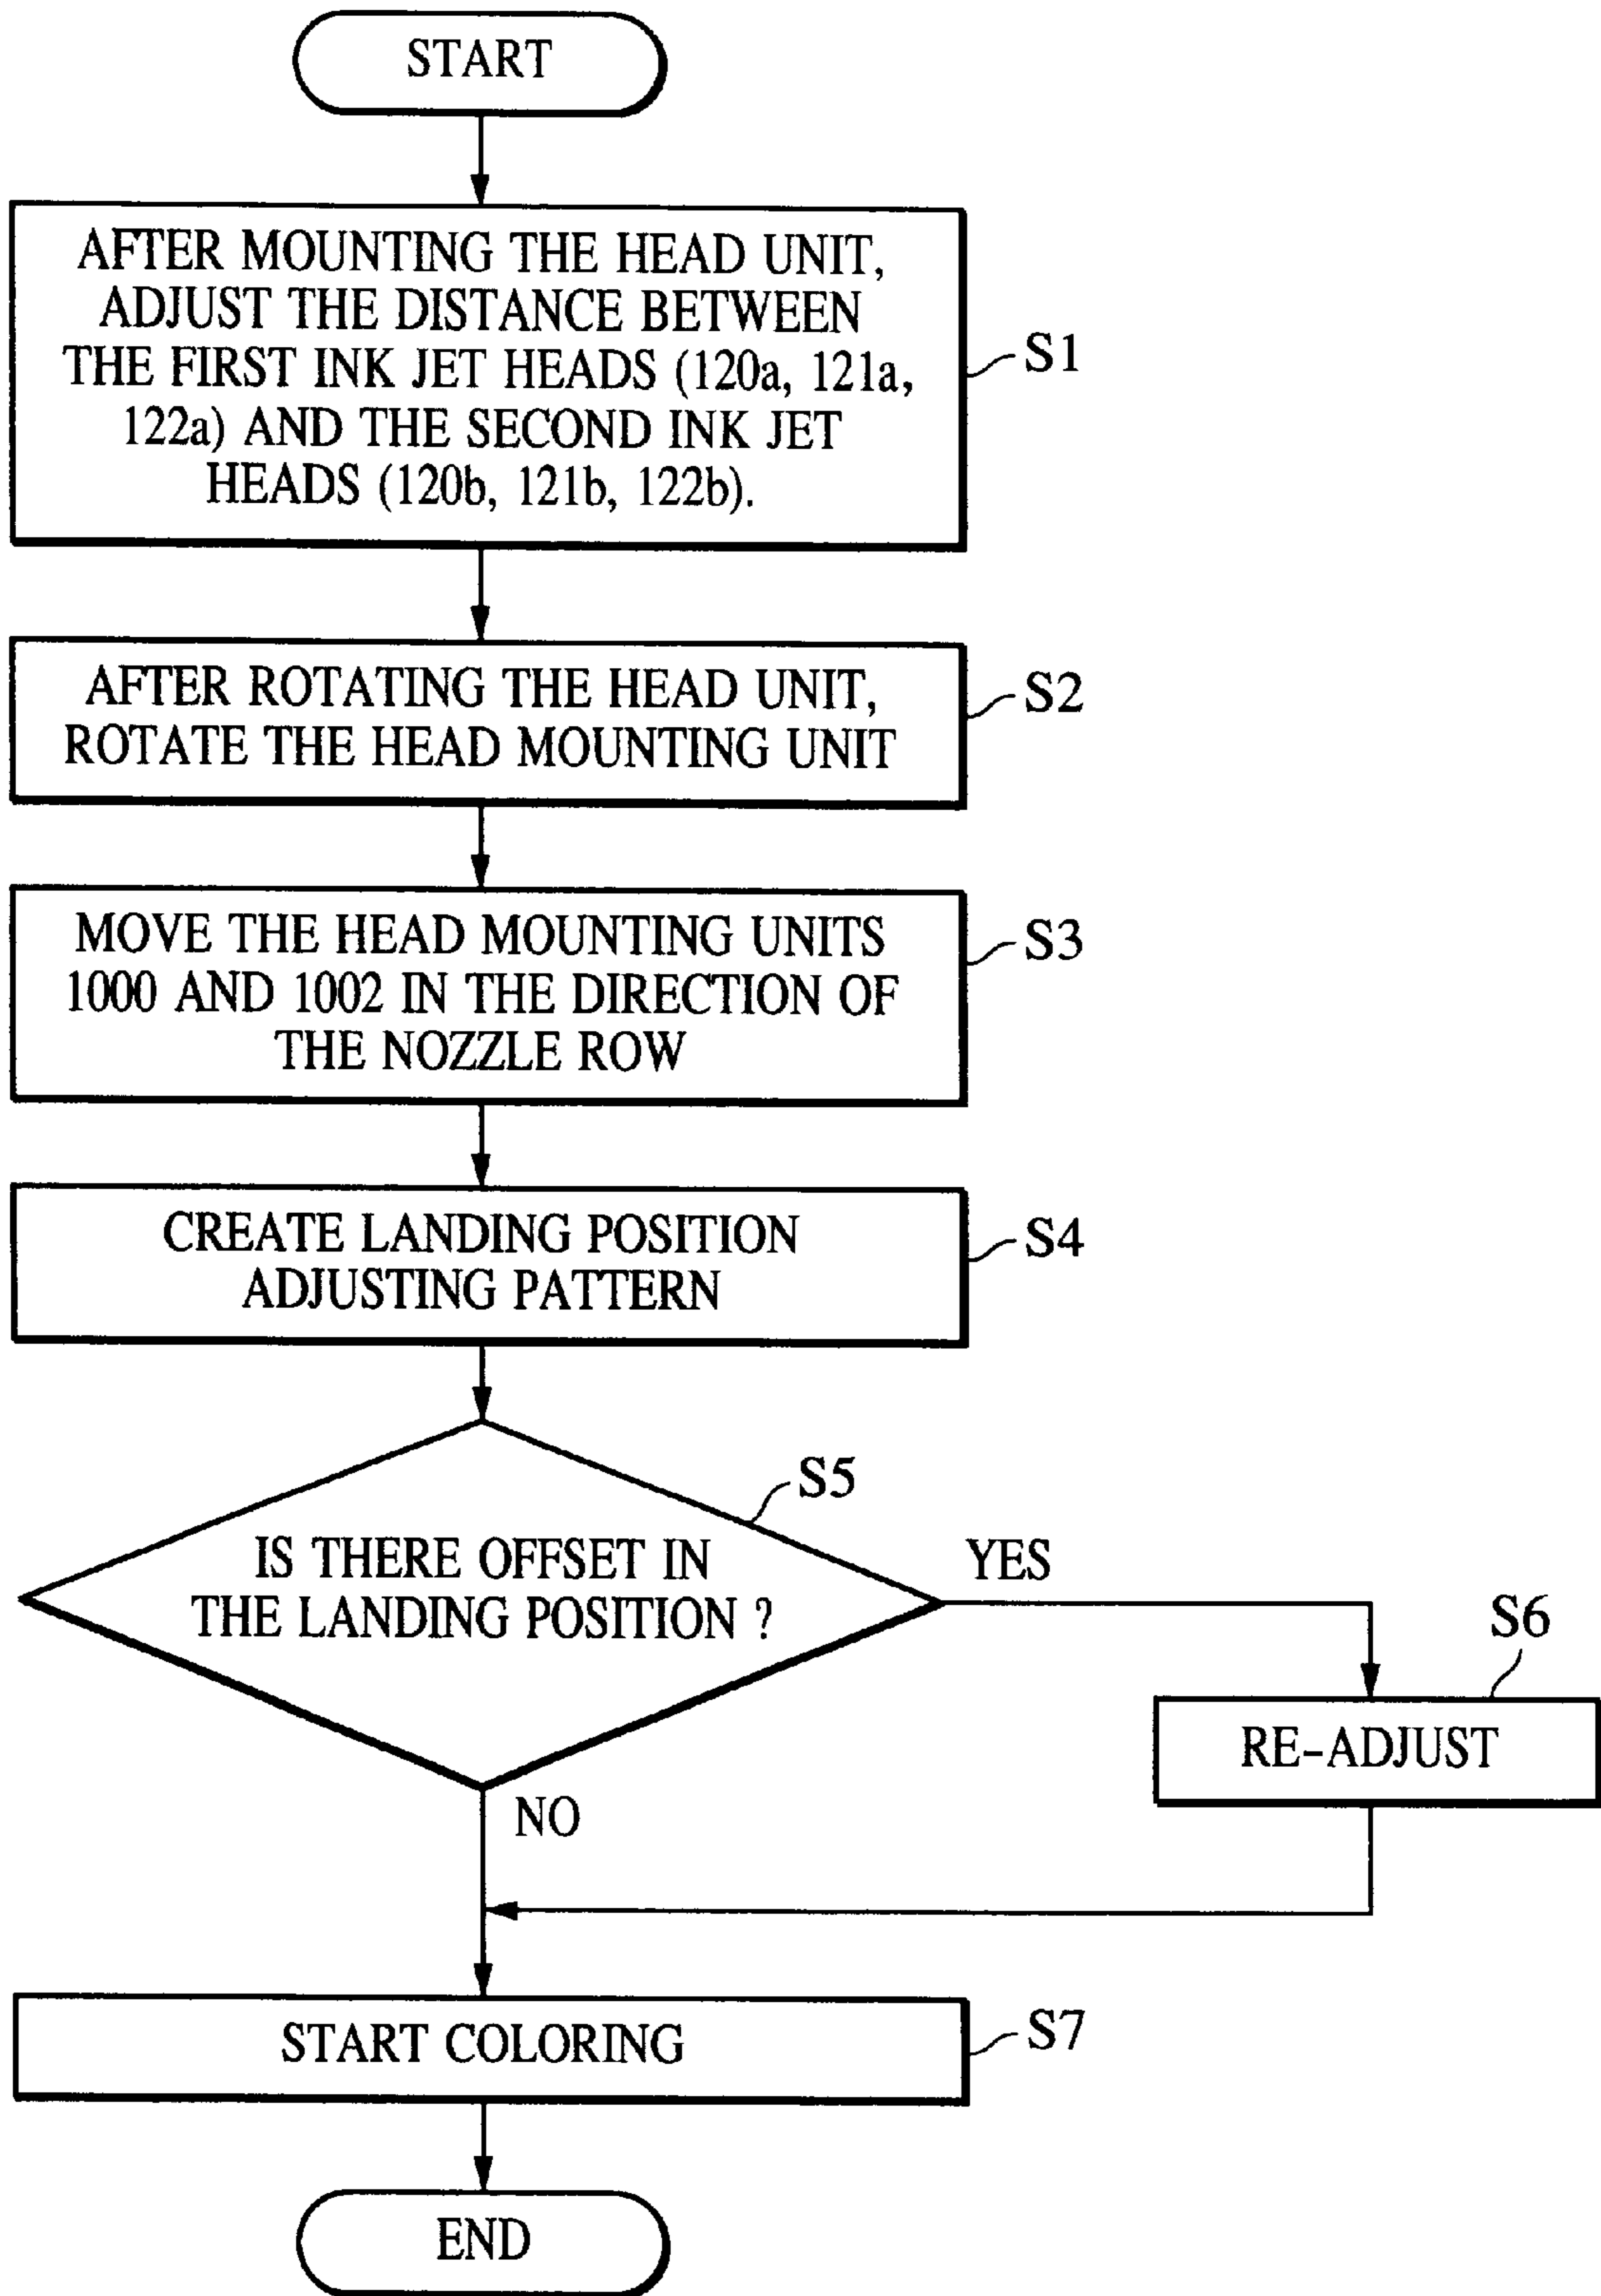 START
AFTER MOUNTING THE HEAD UNIT,
ADJUST THE DISTANCE BETWEEN
THE FIRST INK JET HEADS (120a, 121a,
122a) AND THE SECOND INK JET
HEADS (120b, 121b, 122b).
S1
AFTER ROTATING THE HEAD UNIT,
ROTATE THE HEAD MOUNTING UNIT
S2
MOVE THE HEAD MOUNTING UNITS
1000 AND 1002 IN THE DIRECTION OF
THE NOZZLE ROW
S3
CREATE LANDING POSITION
ADJUSTING PATTERN
S4
S5
IS THERE OFFSET IN
THE LANDING POSITION ?
YES
S6
RE-ADJUST
NO
START COLORING
S7
END